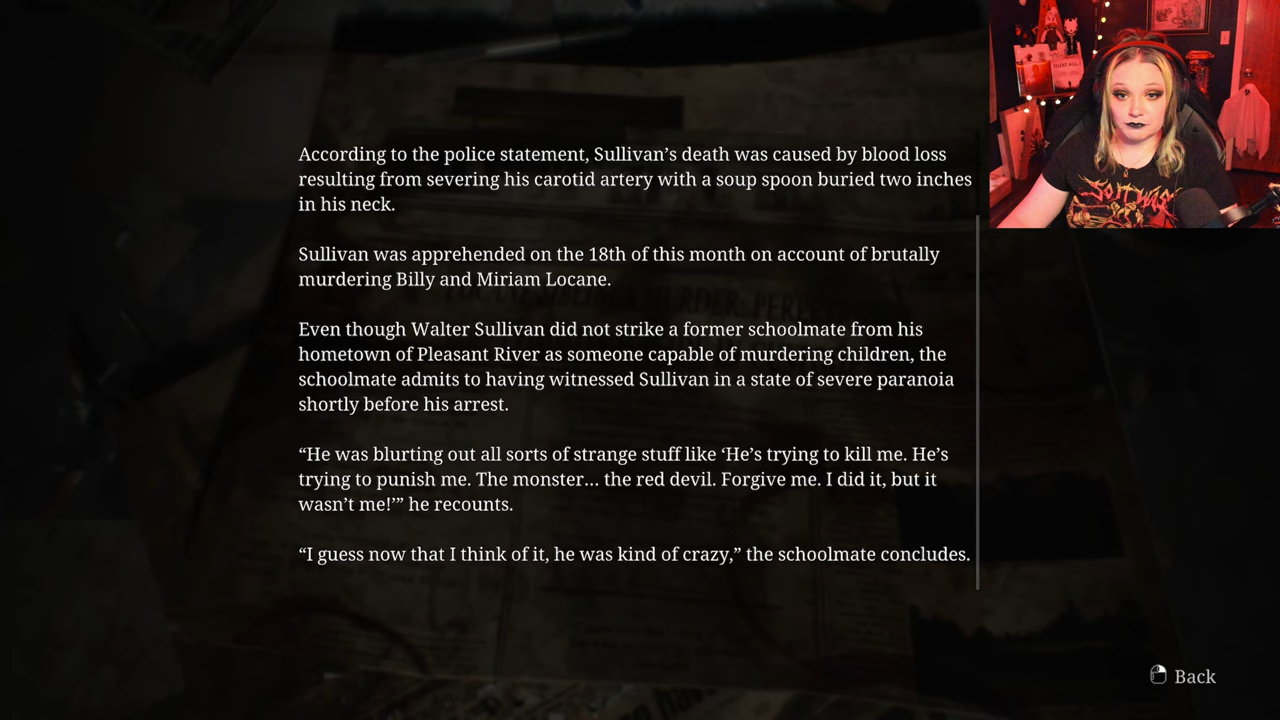 According to the police statement, Sullivan’s death was caused by blood loss
resulting from severing his carotid artery with a soup spoon buried two inches
in his neck.
Sullivan was apprehended on the 18th of this month on account of brutally
murdering Billy and Miriam Locane.
Even though Walter Sullivan did not strike a former schoolmate from his
hometown of Pleasant River as someone capable of murdering children, the
schoolmate admits to having witnessed Sullivan in a state of severe paranoia
shortly before his arrest.
“He was blurting out all sorts of strange stuff like ‘He’s trying to kill me. He’s
trying to punish me. The monster... the red devil. Forgive me. I did it, but it
wasn’t me!’” he recounts.
“I guess now that I think of it, he was kind of crazy,” the schoolmate concludes.
Back